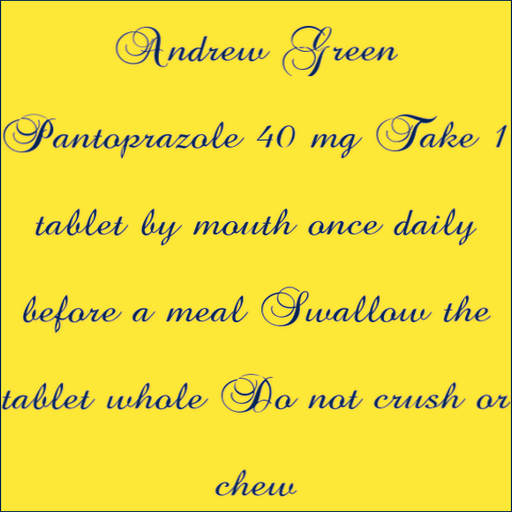 Andrew Green
Pantoprazole 40 mg Take 1
tablet by mouth once daily
before a meal Swallow the
tablet whole Do not crush or
chew